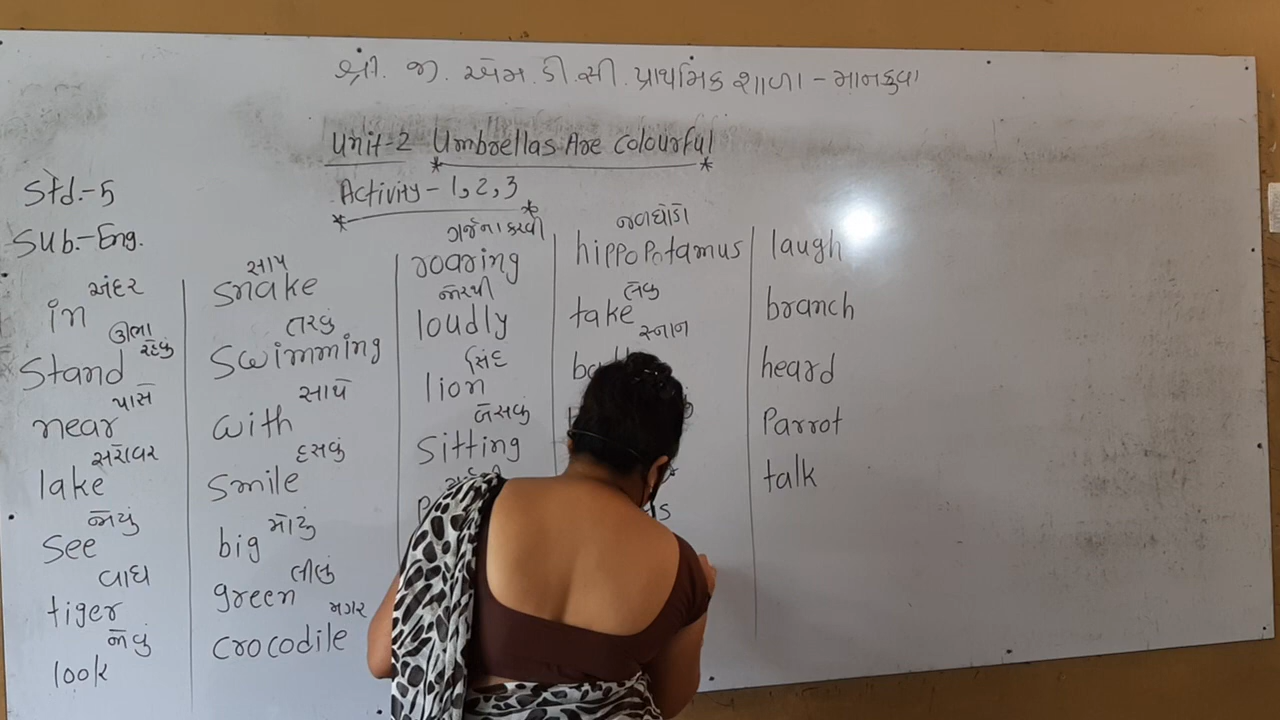 શ્રી. જી. એમ. ડી. સી. પ્રાથમિક શાળા - માનકુવા
Unit-2 Umbrellas Are Colourful
Activity - 1, 2, 3
Std.-5
Sub.-Eng.
અંદર
in
ઊભા રહેવું
Stand
પાસે
near
સરોવર
lake
જોયું
See
વાઘ
tiger
જોવું
look
સાપ
Snake
તરવું
Swimming
સાથે
with
હસવું
Smile
મોટું
big
લીલું
green
મગર
crocodile
ગર્જના કરવી
roaring
જોરથી
loudly
સિંહ
lion
બેસવું
Sitting
જળઘોડો
hippopotamus
લેવું
take
સ્નાન
laugh
branch
heard
Parrot
talk